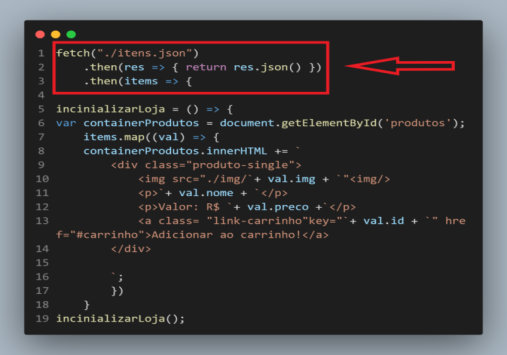 1 fetch("./itens.json")
2 .then(res => { return res.json() })
3 .then(items => {
4
5 incinializarLoja = () => {
6 var containerProdutos = document.getElementById('produtos');
7 items.map((val) => {
8 containerProdutos.innerHTML += `
9 <div class="produto-single">
10 <img src="./img/`+ val.img + `"<img/>
11 <p>`+ val.nome + `</p>
12 <p>Valor: R$ `+ val.preco +`</p>
13 <a class= "link-carrinho"key="`+ val.id + `" hre
f="#carrinho">Adicionar ao carrinho!</a>
14 </div>
15
16 `;
17 })
18 }
19 incinializarLoja();